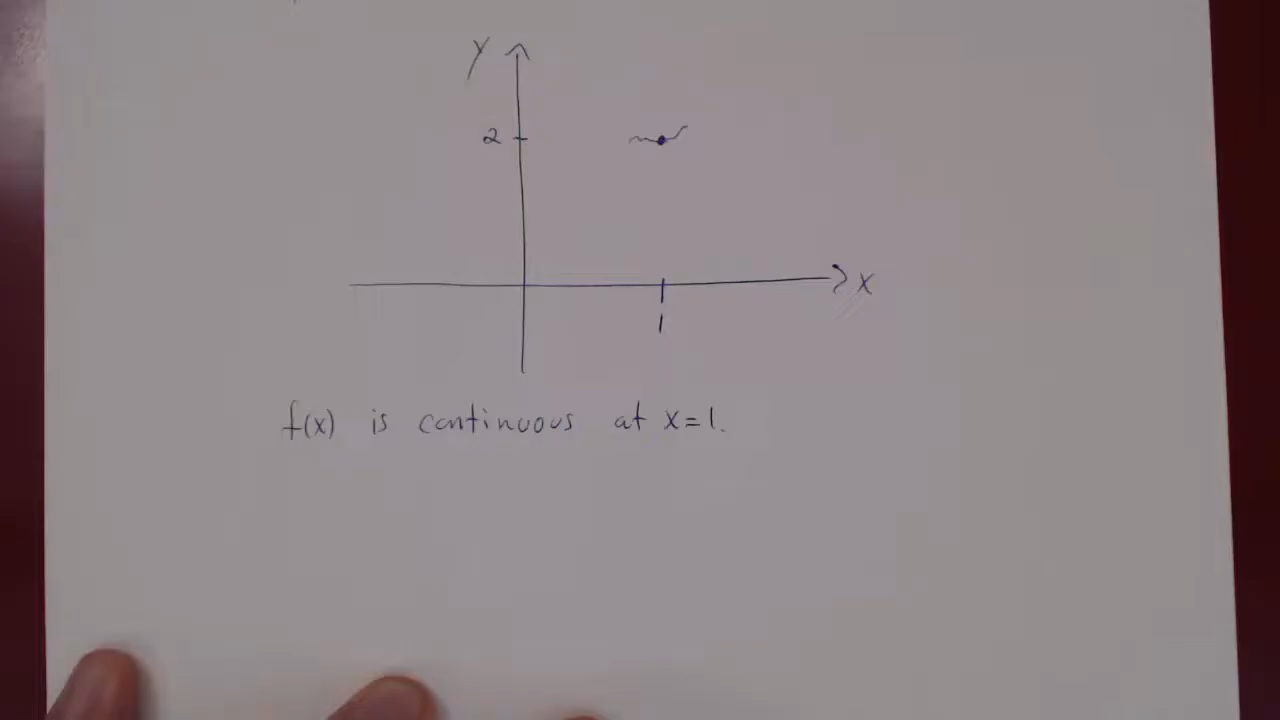 y
2
x
1
f(x) is continuous at x=1.